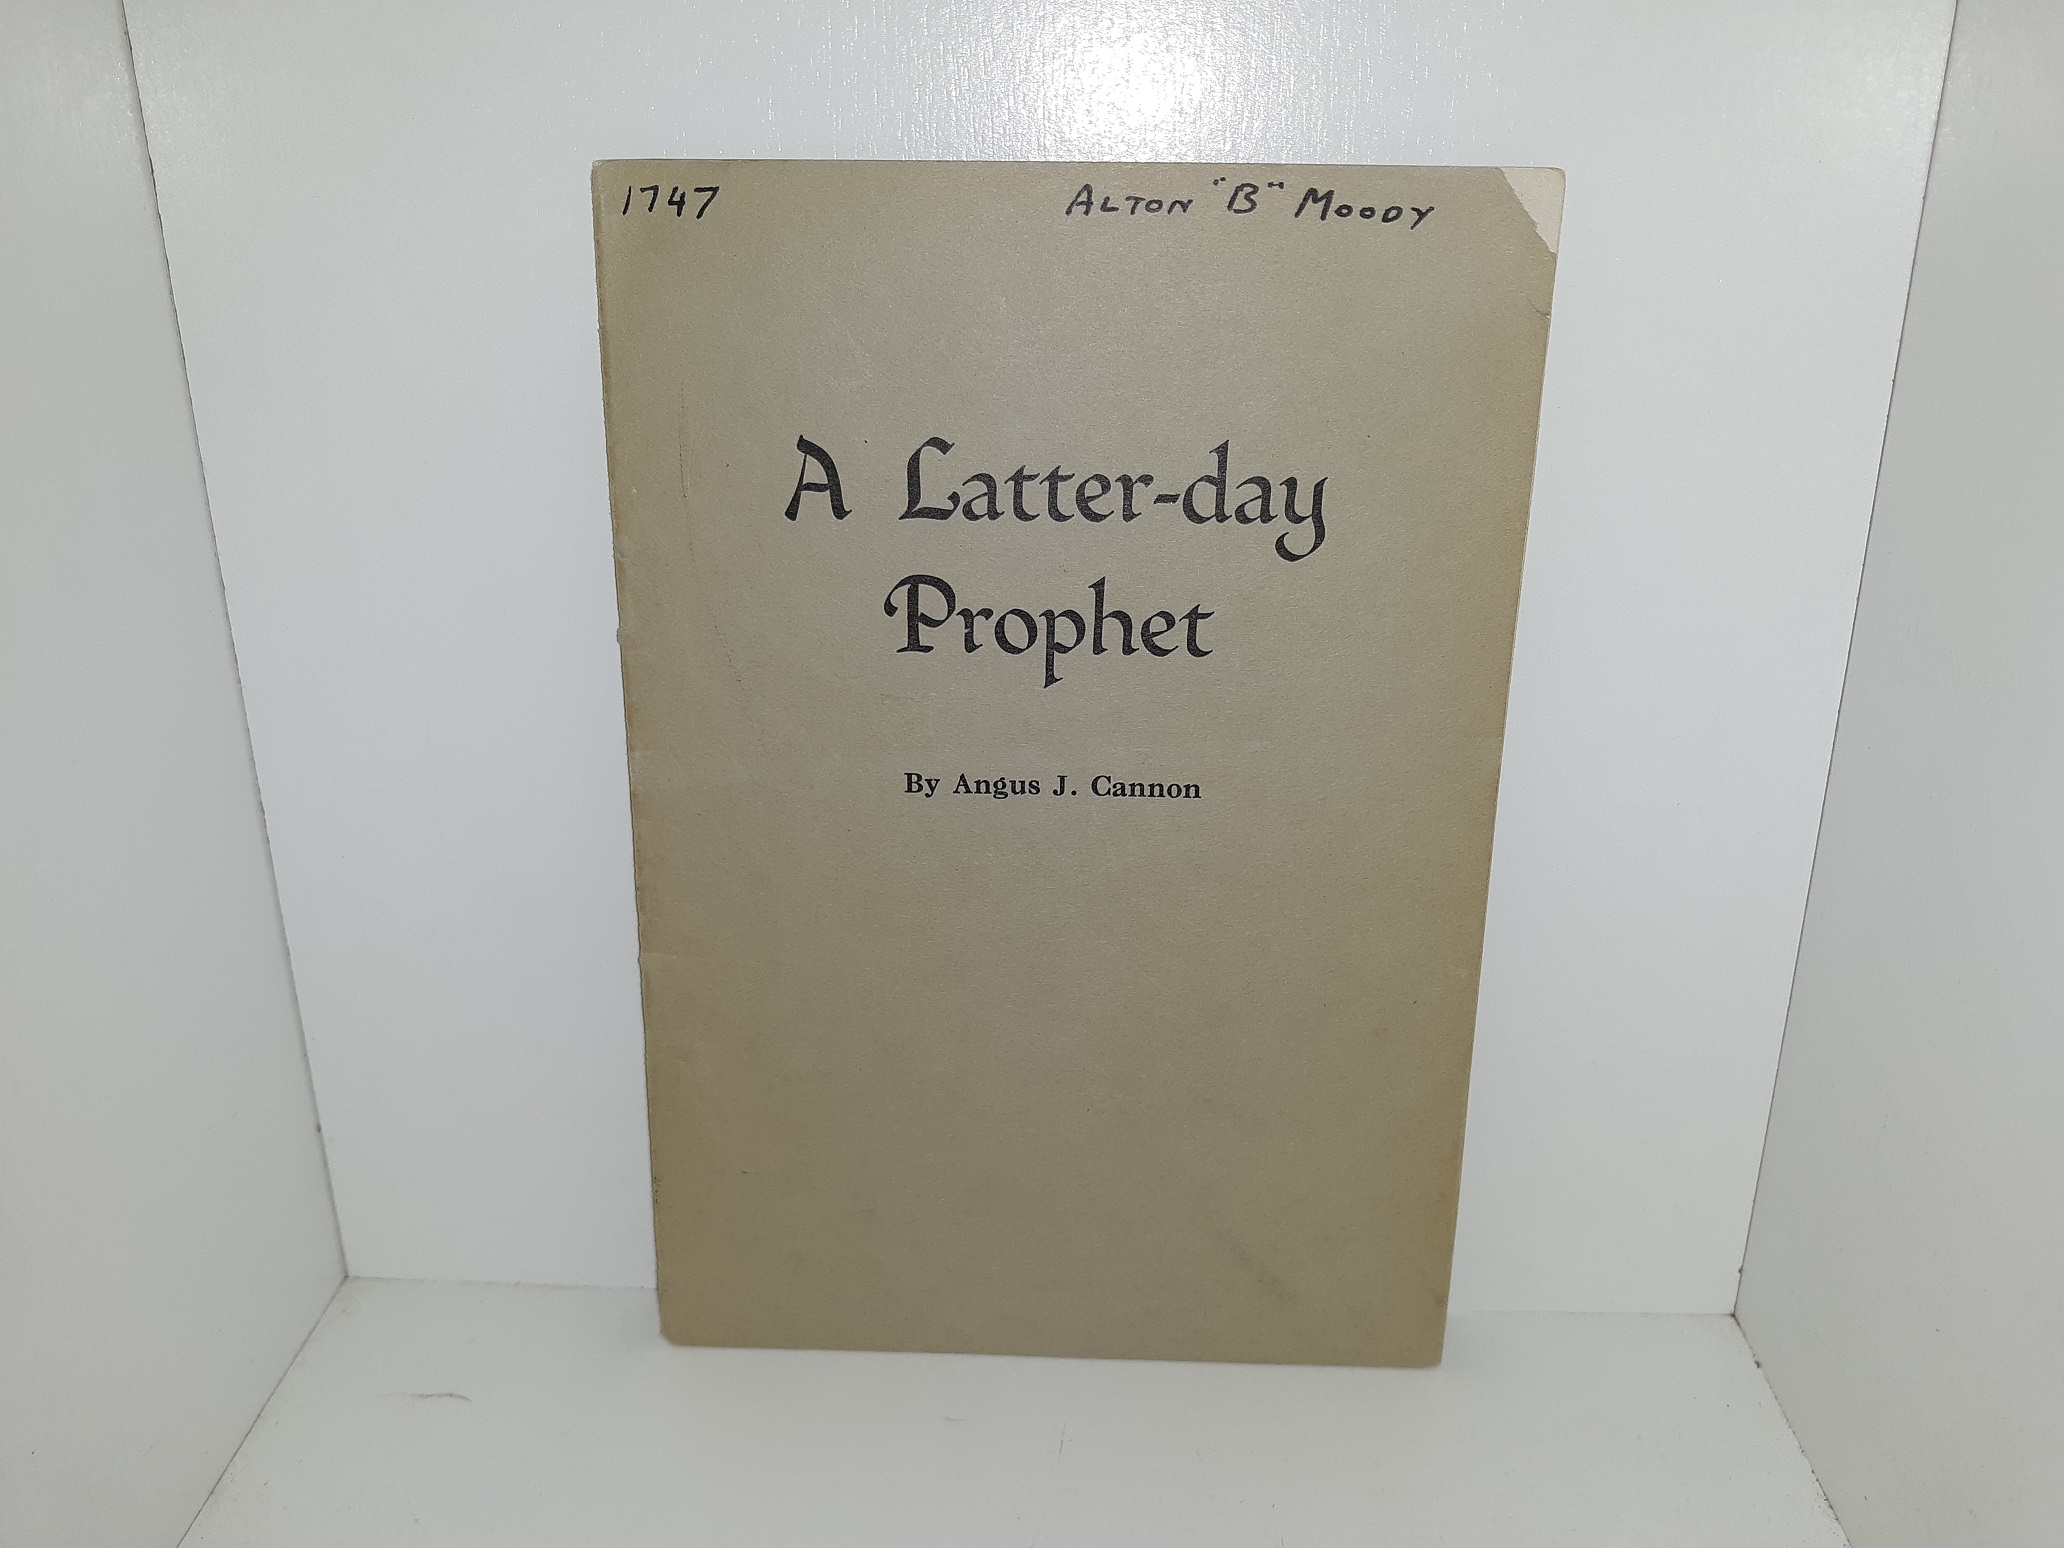 1747 ALTON "B" MOODY
A Latter-day
Prophet
By Angus J. Cannon